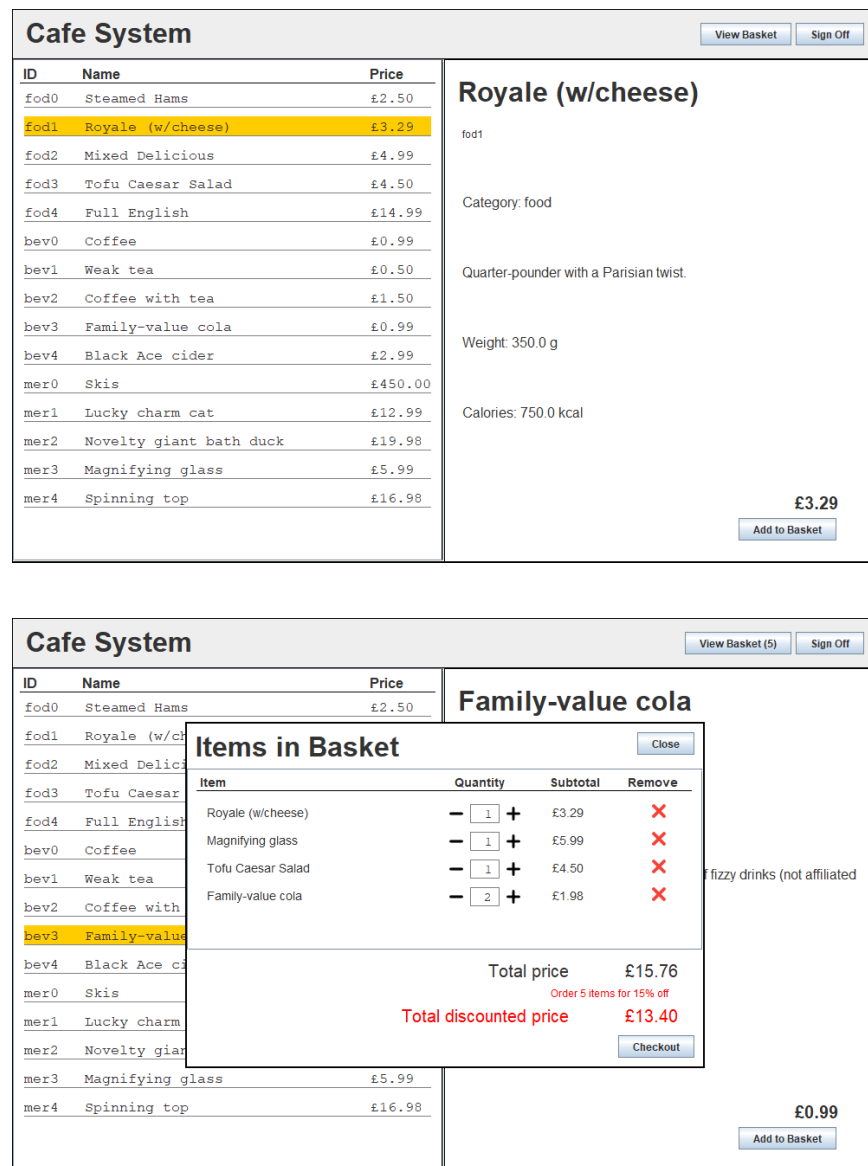 Cafe System
View Basket Sign Off
ID Name Price
fod0 Steamed Hams £2.50
fod1 Royale (w/cheese) £3.29
fod2 Mixed Delicious £4.99
fod3 Tofu Caesar Salad £4.50
fod4 Full English £14.99
bev0 Coffee £0.99
bev1 Weak tea £0.50
bev2 Coffee with tea £1.50
bev3 Family-value cola £0.99
bev4 Black Ace cider £2.99
mer0 Skis £450.00
mer1 Lucky charm cat £12.99
mer2 Novelty giant bath duck £19.98
mer3 Magnifying glass £5.99
mer4 Spinning top £16.98
Royale (w/cheese)
fod1
Category: food
Quarter-pounder with a Parisian twist.
Weight: 350.0 g
Calories: 750.0 kcal
£3.29
Add to Basket
Cafe System
View Basket (5) Sign Off
ID Name Price
fod0 Steamed Hams £2.50
fod1 Royale (w/ch
fod2 Mixed Delici
fod3 Tofu Caesar
fod4 Full English
bev0 Coffee
bev1 Weak tea
bev2 Coffee with
bev3 Family-value
bev4 Black Ace ci
mer0 Skis
mer1 Lucky charm
mer2 Novelty gian
mer3 Magnifying glass £5.99
mer4 Spinning top £16.98
Family-value cola
f fizzy drinks (not affiliated
£0.99
Add to Basket
Items in Basket
Close
Item Quantity Subtotal Remove
Royale (w/cheese) 1 £3.29
Magnifying glass 1 £5.99
Tofu Caesar Salad 1 £4.50
Family-value cola 2 £1.98
Total price £15.76
Order 5 items for 15% off
Total discounted price £13.40
Checkout